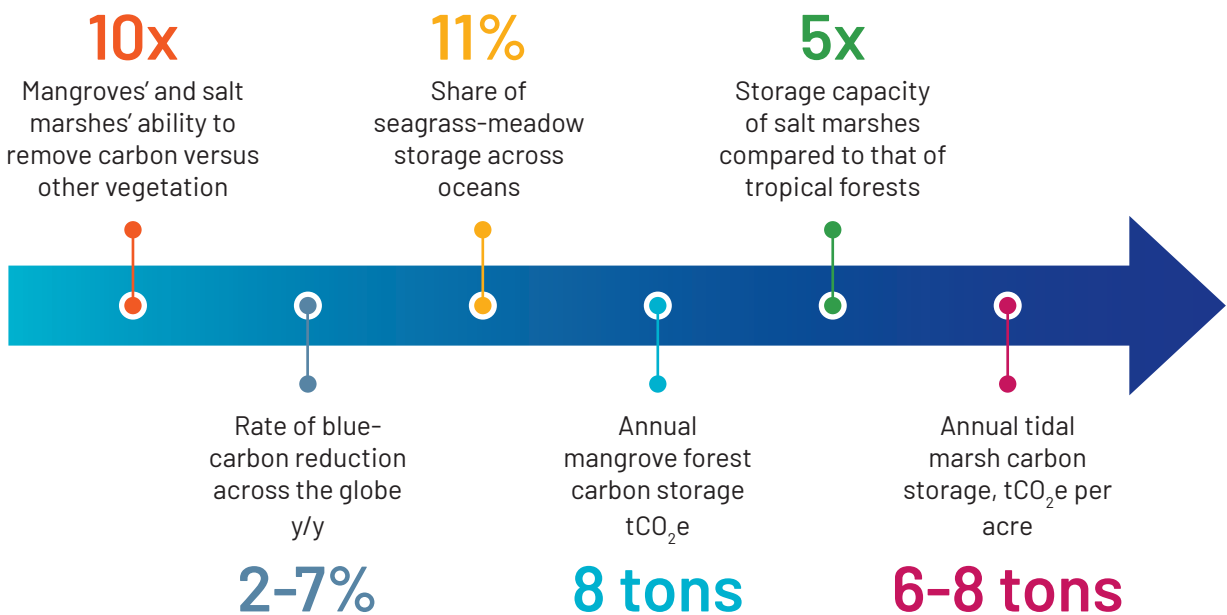 10x
Mangroves’ and salt
marshes’ ability to
remove carbon versus
other vegetation
11%
Share of
seagrass-meadow
storage across
oceans
5x
Storage capacity
of salt marshes
compared to that of
tropical forests
Rate of blue-
carbon reduction
across the globe
y/y
2-7%
Annual
mangrove forest
carbon storage
tCO₂e
8 tons
Annual tidal
marsh carbon
storage, tCO₂e per
acre
6-8 tons